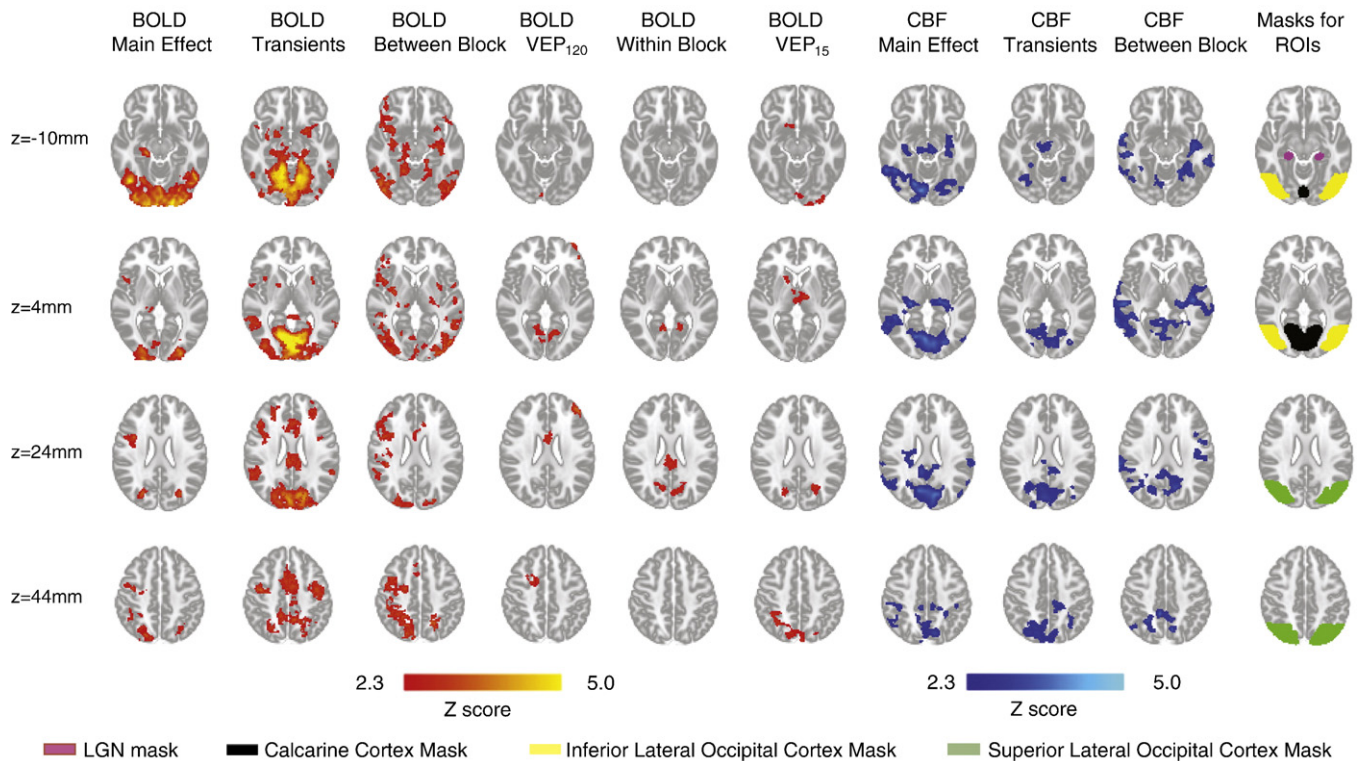 BOLD Main Effect
BOLD Transients
BOLD Between Block
BOLD VEP120
BOLD Within Block
BOLD VEP15
CBF Main Effect
CBF Transients
CBF Between Block
Masks for ROIs
z=-10mm
z=4mm
z=24mm
z=44mm
2.3 5.0
Z score
2.3 5.0
Z score
LGN mask
Calcarine Cortex Mask
Inferior Lateral Occipital Cortex Mask
Superior Lateral Occipital Cortex Mask